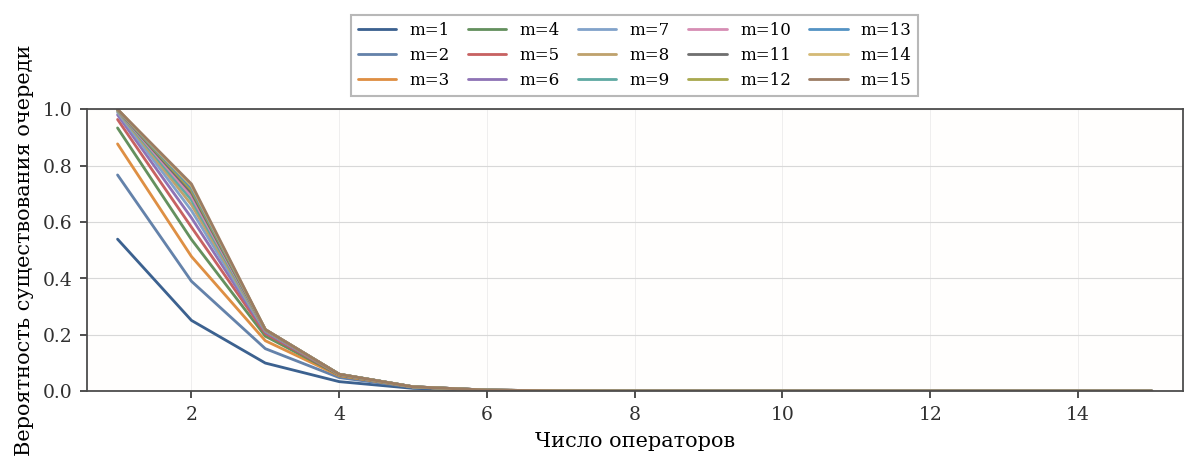 m=1 m=4 m=7 m=10 m=13
m=2 m=5 m=8 m=11 m=14
m=3 m=6 m=9 m=12 m=15
Вероятность существования очереди
1.0
0.8
0.6
0.4
0.2
0.0
2 4 6 8 10 12 14
Число операторов